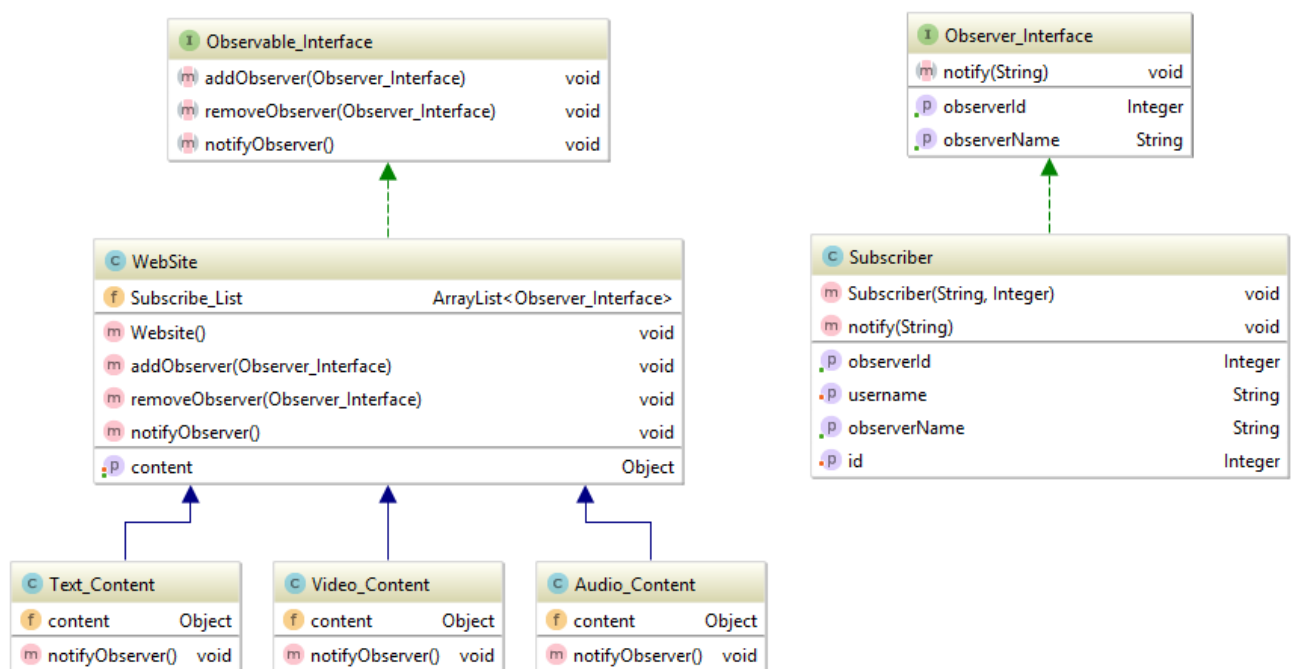 Observable_Interface
addObserver(Observer_Interface) void
removeObserver(Observer_Interface) void
notifyObserver() void
Observer_Interface
notify(String) void
observerId Integer
observerName String
WebSite
Subscribe_List ArrayList<Observer_Interface>
Website() void
addObserver(Observer_Interface) void
removeObserver(Observer_Interface) void
notifyObserver() void
content Object
Subscriber
Subscriber(String, Integer) void
notify(String) void
observerId Integer
username String
observerName String
id Integer
Text_Content
content Object
notifyObserver() void
Video_Content
content Object
notifyObserver() void
Audio_Content
content Object
notifyObserver() void